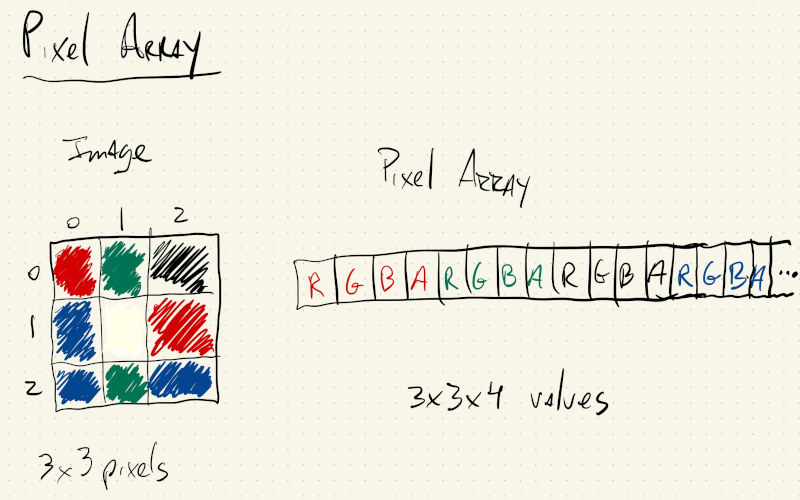 Pixel Array
Image
0 1 2
0
1
2
3x3 pixels
Pixel Array
R G B A R G B A R G B A R G B A ...
3x3x4 values